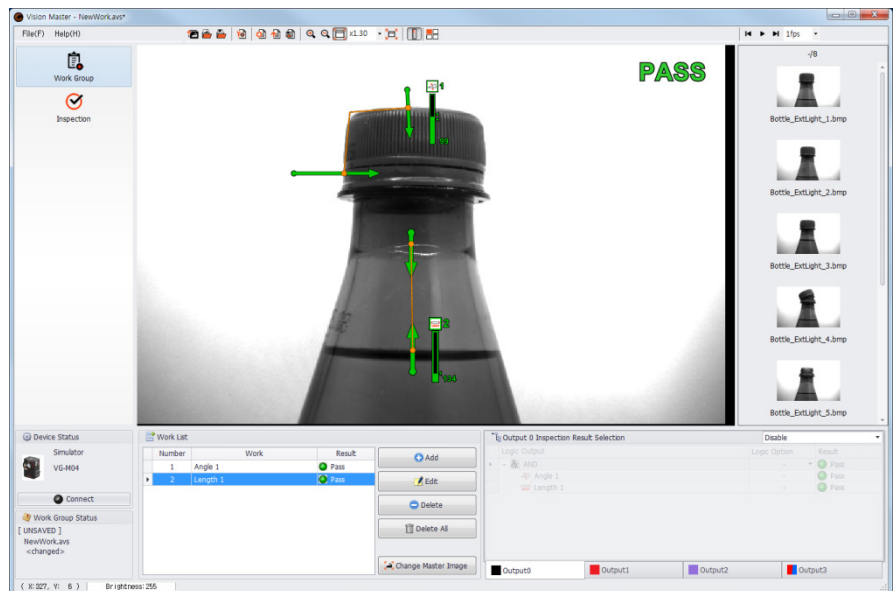 Vision Master - NewWork.avs*
File(F) Help(H)
x1.30
1fps
Work Group
Inspection
PASS
1
99
2
134
-/8
Bottle_ExtLight_1.bmp
Bottle_ExtLight_2.bmp
Bottle_ExtLight_3.bmp
Bottle_ExtLight_4.bmp
Bottle_ExtLight_5.bmp
Device Status
Simulator
VG-M04
Connect
Work Group Status
[ UNSAVED ]
NewWork.avs
<changed>
Work List
Number Work Result
1 Angle 1 Pass
2 Length 1 Pass
Add
Edit
Delete
Delete All
Change Master Image
Output 0 Inspection Result Selection Disable
Logic Output Logic Option Result
- & AND - Pass
Angle 1 - Pass
Length 1 - Pass
Output0 Output1 Output2 Output3
( X:327, Y: 6 ) Brightness:255